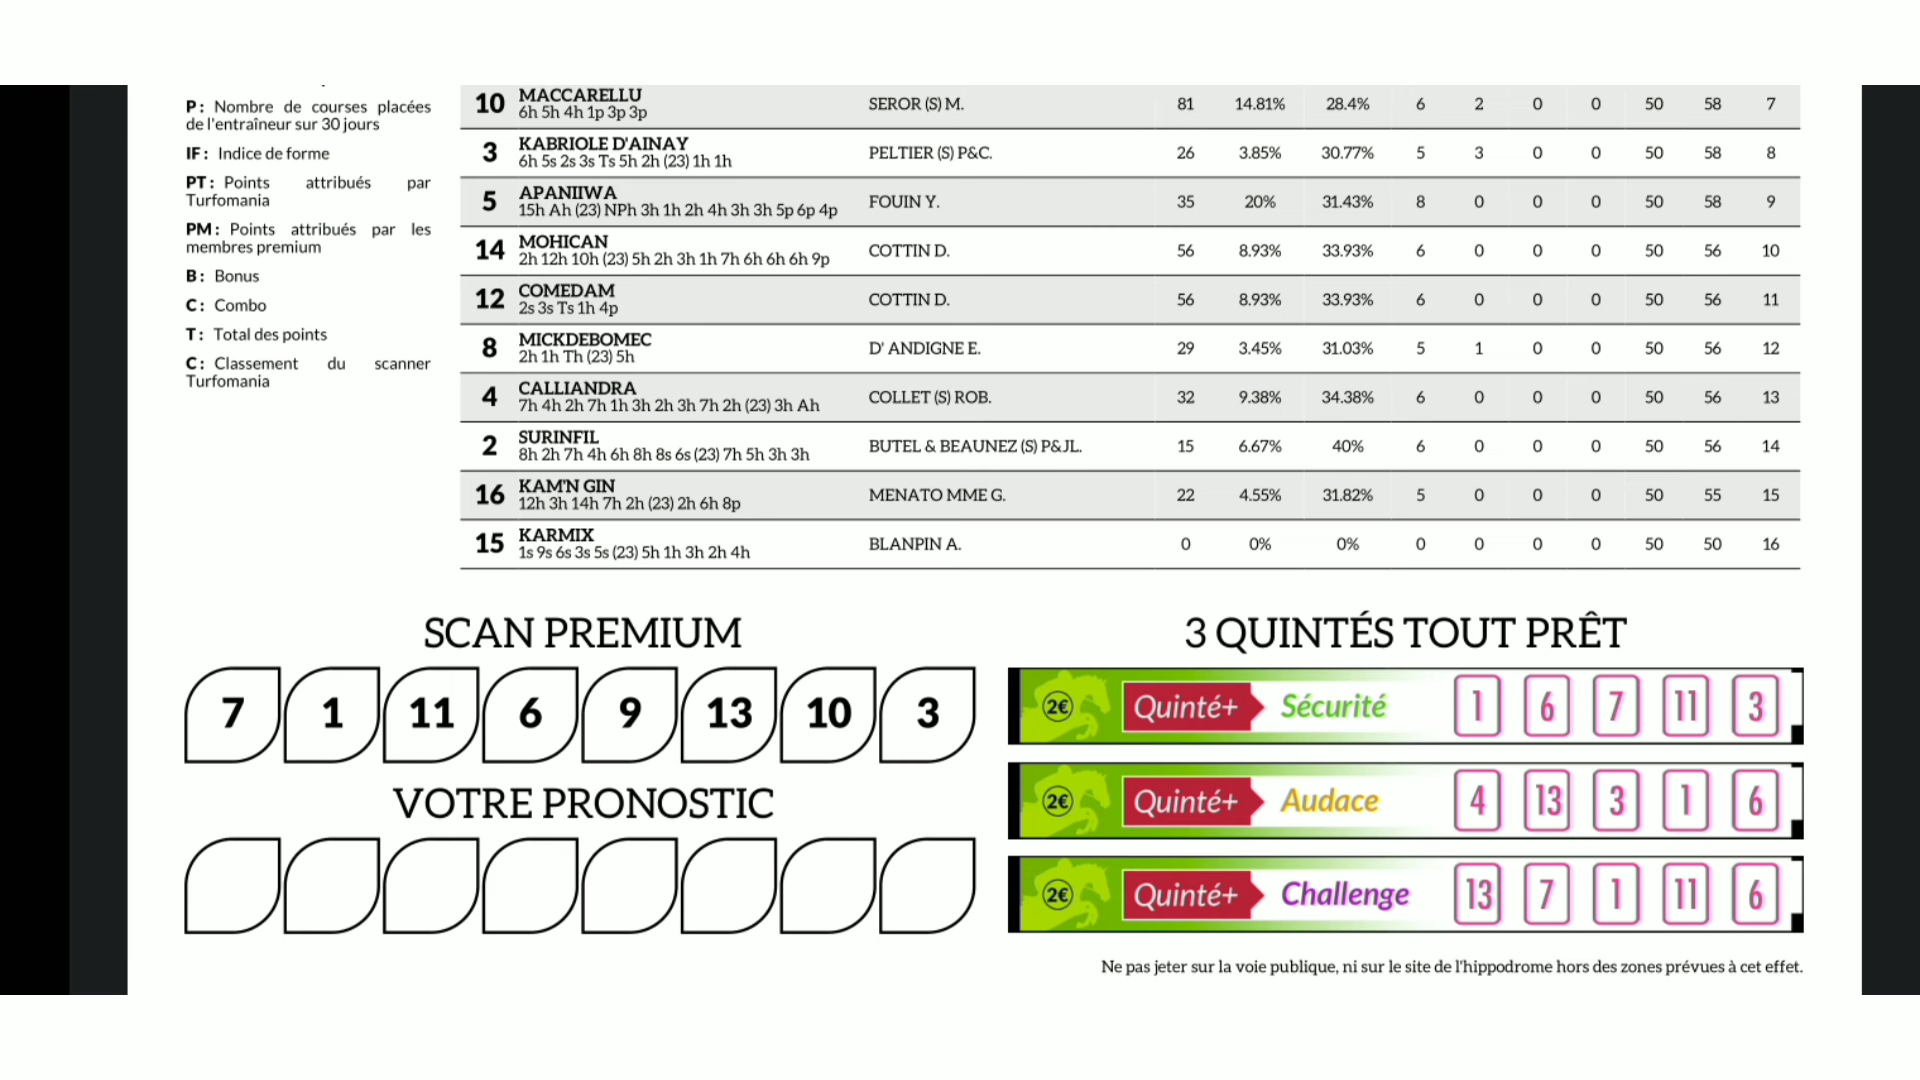 P : Nombre de courses placées
de l'entraîneur sur 30 jours
IF : Indice de forme
PT : Points attribués par
Turfomania
PM : Points attribués par les
membres premium
B : Bonus
C : Combo
T : Total des points
C : Classement du scanner
Turfomania
10 MACCARELLU SEROR (S) M. 81 14.81% 28.4% 6 2 0 0 50 58 7
6h 5h 4h 1p 3p 3p
3 KABRIOLE D'AINAY PELTIER (S) P&C. 26 3.85% 30.77% 5 3 0 0 50 58 8
6h 5s 2s 3s Ts 5h 2h (23) 1h 1h
5 APANIIWA FOUIN Y. 35 20% 31.43% 8 0 0 0 50 58 9
15h Ah (23) NPh 3h 1h 2h 4h 3h 3h 5p 6p 4p
14 MOHICAN COTTIN D. 56 8.93% 33.93% 6 0 0 0 50 56 10
2h 12h 10h (23) 5h 2h 3h 1h 7h 6h 6h 6h 9p
12 COMEDAM COTTIN D. 56 8.93% 33.93% 6 0 0 0 50 56 11
2s 3s Ts 1h 4p
8 MICKDEBOMEC D' ANDIGNE E. 29 3.45% 31.03% 5 1 0 0 50 56 12
2h 1h Th (23) 5h
4 CALLIANDRA COLLET (S) ROB. 32 9.38% 34.38% 6 0 0 0 50 56 13
7h 4h 2h 7h 1h 3h 2h 3h 7h 2h (23) 3h Ah
2 SURINFIL BUTEL & BEAUNEZ (S) P&JL. 15 6.67% 40% 6 0 0 0 50 56 14
8h 2h 7h 4h 6h 8h 8s 6s (23) 7h 5h 3h 3h
16 KAM'N GIN MENATO MME G. 22 4.55% 31.82% 5 0 0 0 50 55 15
12h 3h 14h 7h 2h (23) 2h 6h 8p
15 KARMIX BLANPIN A. 0 0% 0% 0 0 0 0 50 50 16
1s 9s 6s 3s 5s (23) 5h 1h 3h 2h 4h
SCAN PREMIUM
7 1 11 6 9 13 10 3
VOTRE PRONOSTIC
3 QUINTÉS TOUT PRÊT
2€ Quinté+ Sécurité 1 6 7 11 3
2€ Quinté+ Audace 4 13 3 1 6
2€ Quinté+ Challenge 13 7 1 11 6
Ne pas jeter sur la voie publique, ni sur le site de l'hippodrome hors des zones prévues à cet effet.